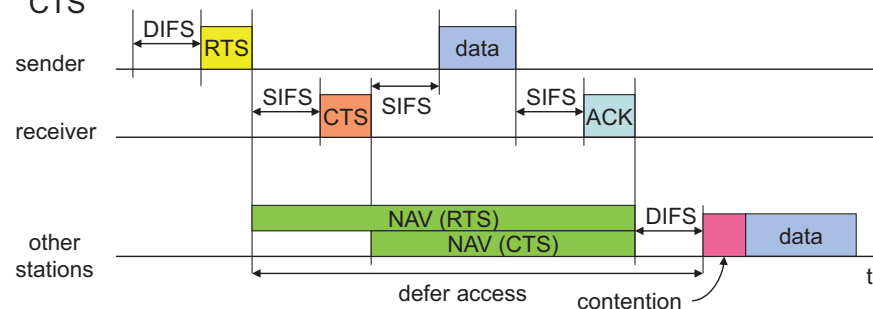 CTS
DIFS
RTS
data
sender
SIFS
CTS
SIFS
SIFS
ACK
receiver
NAV (RTS)
DIFS
NAV (CTS)
data
other
stations
defer access
contention
t